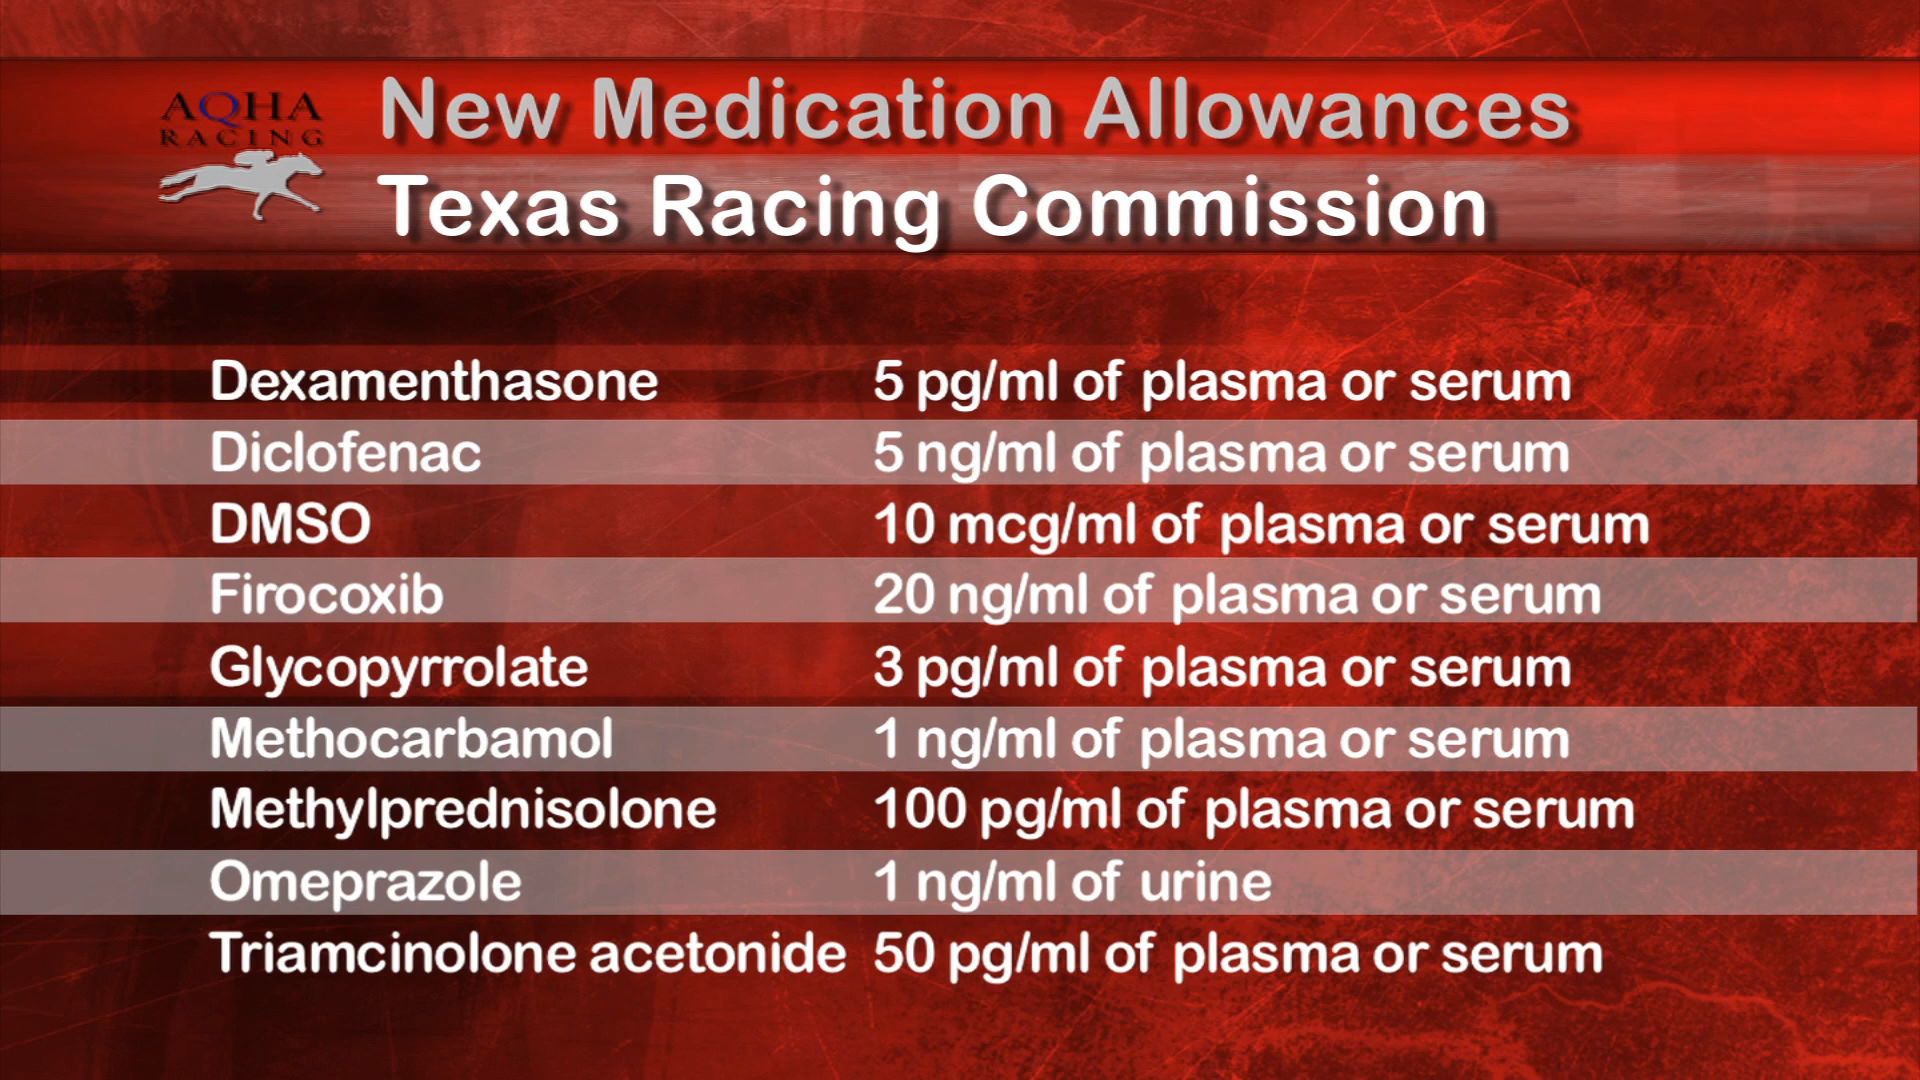 AQHA
RACING
New Medication Allowances
Texas Racing Commission
Dexamenthasone 5 pg/ml of plasma or serum
Diclofenac 5 ng/ml of plasma or serum
DMSO 10 mcg/ml of plasma or serum
Firocoxib 20 ng/ml of plasma or serum
Glycopyrrolate 3 pg/ml of plasma or serum
Methocarbamol 1 ng/ml of plasma or serum
Methylprednisolone 100 pg/ml of plasma or serum
Omeprazole 1 ng/ml of urine
Triamcinolone acetonide 50 pg/ml of plasma or serum